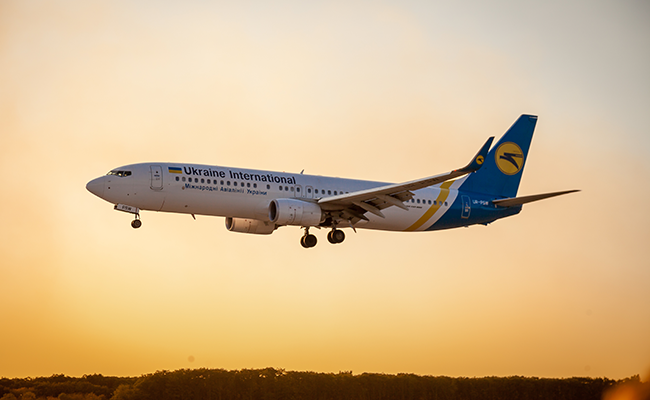 Ukraine International
Міжнародні Авіалінії України